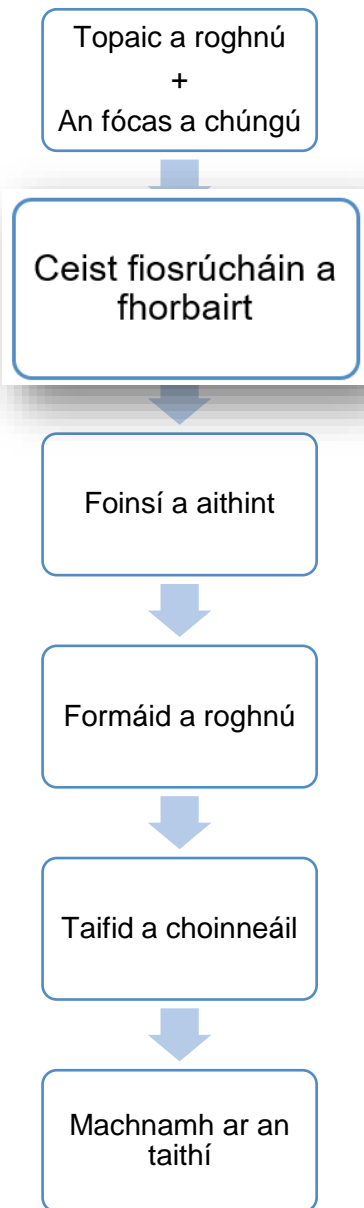 Topaic a roghnú
+
An fócas a chúngú
Ceist fiosrúcháin a
fhorbairt
Foinsí a aithint
Formáid a roghnú
Taifid a choinneáil
Machnamh ar an
taithí